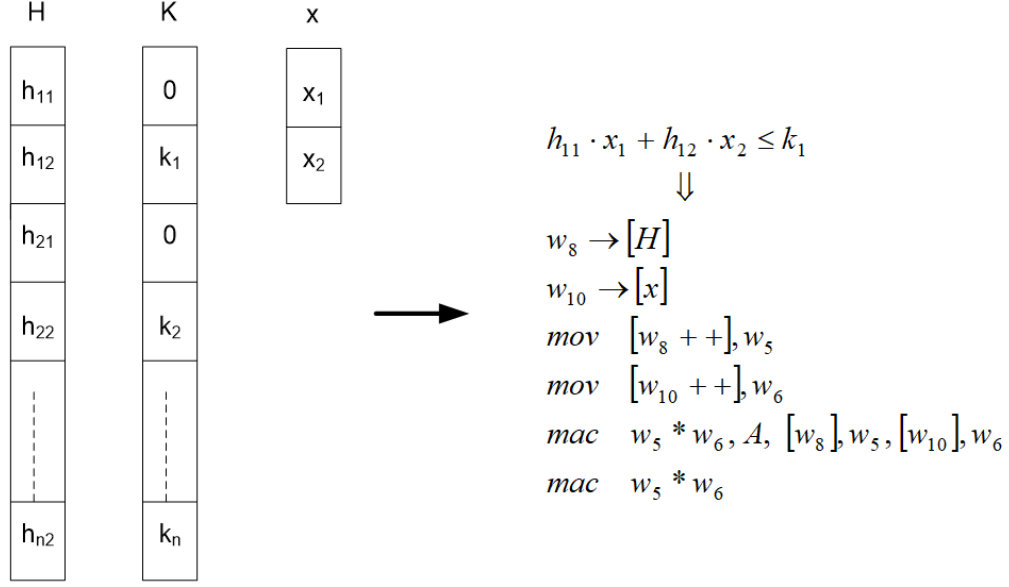 H K x
h₁₁ 0 x₁
h₁₂ k₁ x₂
h₂₁ 0
h₂₂ k₂
hₙ₂ kₙ
h₁₁ · x₁ + h₁₂ · x₂ ≤ k₁
⇓
w₈ → [H]
w₁₀ → [x]
mov [w₈ + +], w₅
mov [w₁₀ + +], w₆
mac w₅ * w₆, A, [w₈], w₅, [w₁₀], w₆
mac w₅ * w₆